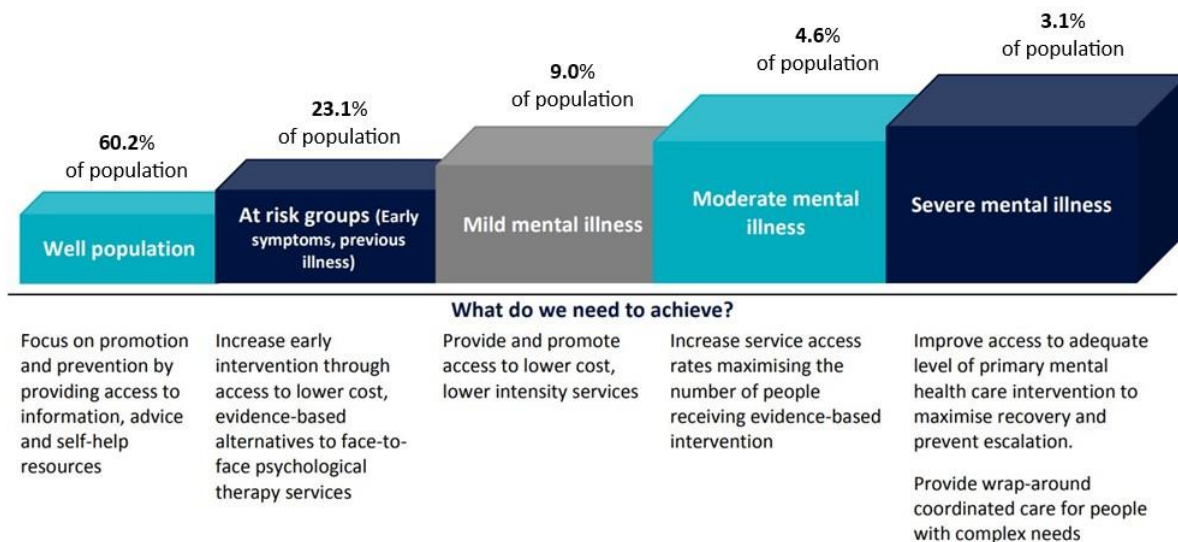 60.2%
of population
23.1%
of population
9.0%
of population
4.6%
of population
3.1%
of population
Well population
At risk groups (Early
symptoms, previous
illness)
Mild mental illness
Moderate mental
illness
Severe mental illness
What do we need to achieve?
Focus on promotion
and prevention by
providing access to
information, advice
and self-help
resources
Increase early
intervention through
access to lower cost,
evidence-based
alternatives to face-to-
face psychological
therapy services
Provide and promote
access to lower cost,
lower intensity services
Increase service access
rates maximising the
number of people
receiving evidence-based
intervention
Improve access to adequate
level of primary mental
health care intervention to
maximise recovery and
prevent escalation.
Provide wrap-around
coordinated care for people
with complex needs